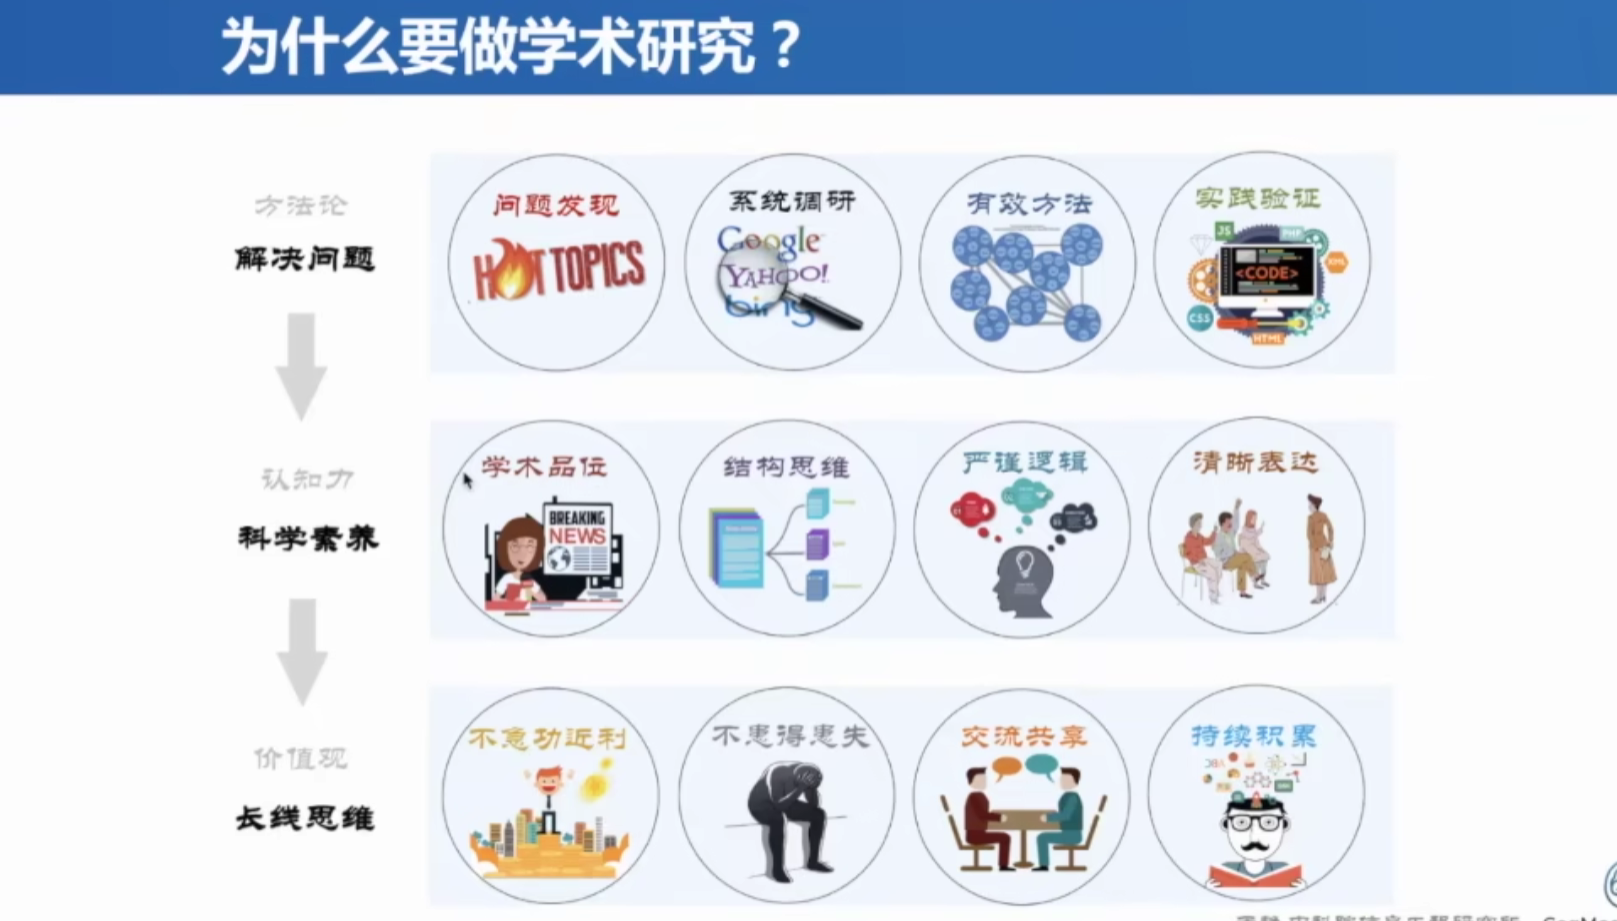 为什么要做学术研究？
方法论
解决问题
问题发现
HOT TOPICS
系统调研
Google
YAHOO!
bing
有效方法
实践验证
JS
PHP
XML
<CODE>
CSS
HTML
认知力
科学素养
学术品位
BREAKING
NEWS
结构思维
严谨逻辑
清晰表达
价值观
长线思维
不急功近利
不患得患失
交流共享
持续积累